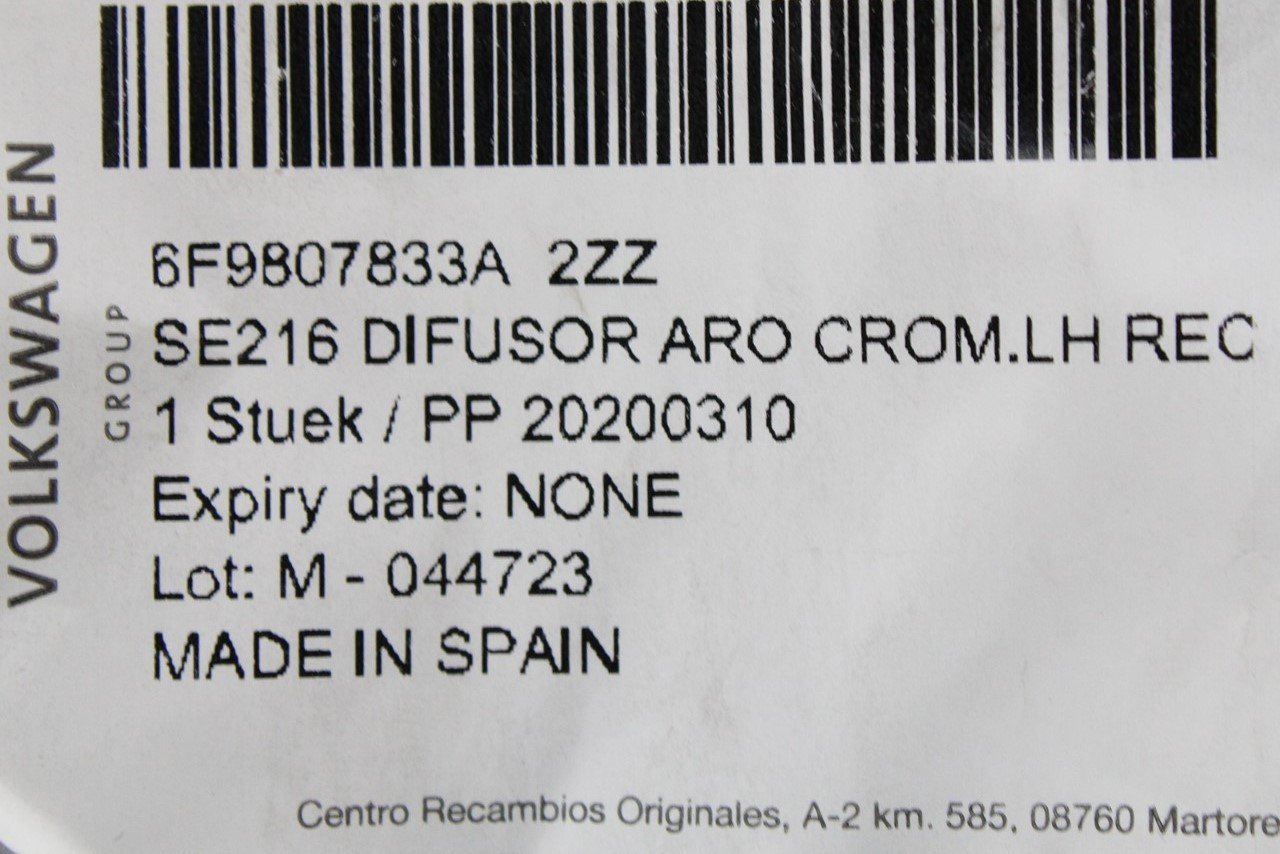 VOLKSWAGEN
GROUP
6F9807833A 2ZZ
SE216 DIFUSOR ARO CROM.LH REC
1 Stuek / PP 20200310
Expiry date: NONE
Lot: M - 044723
MADE IN SPAIN
Centro Recambios Originales, A-2 km. 585, 08760 Martore